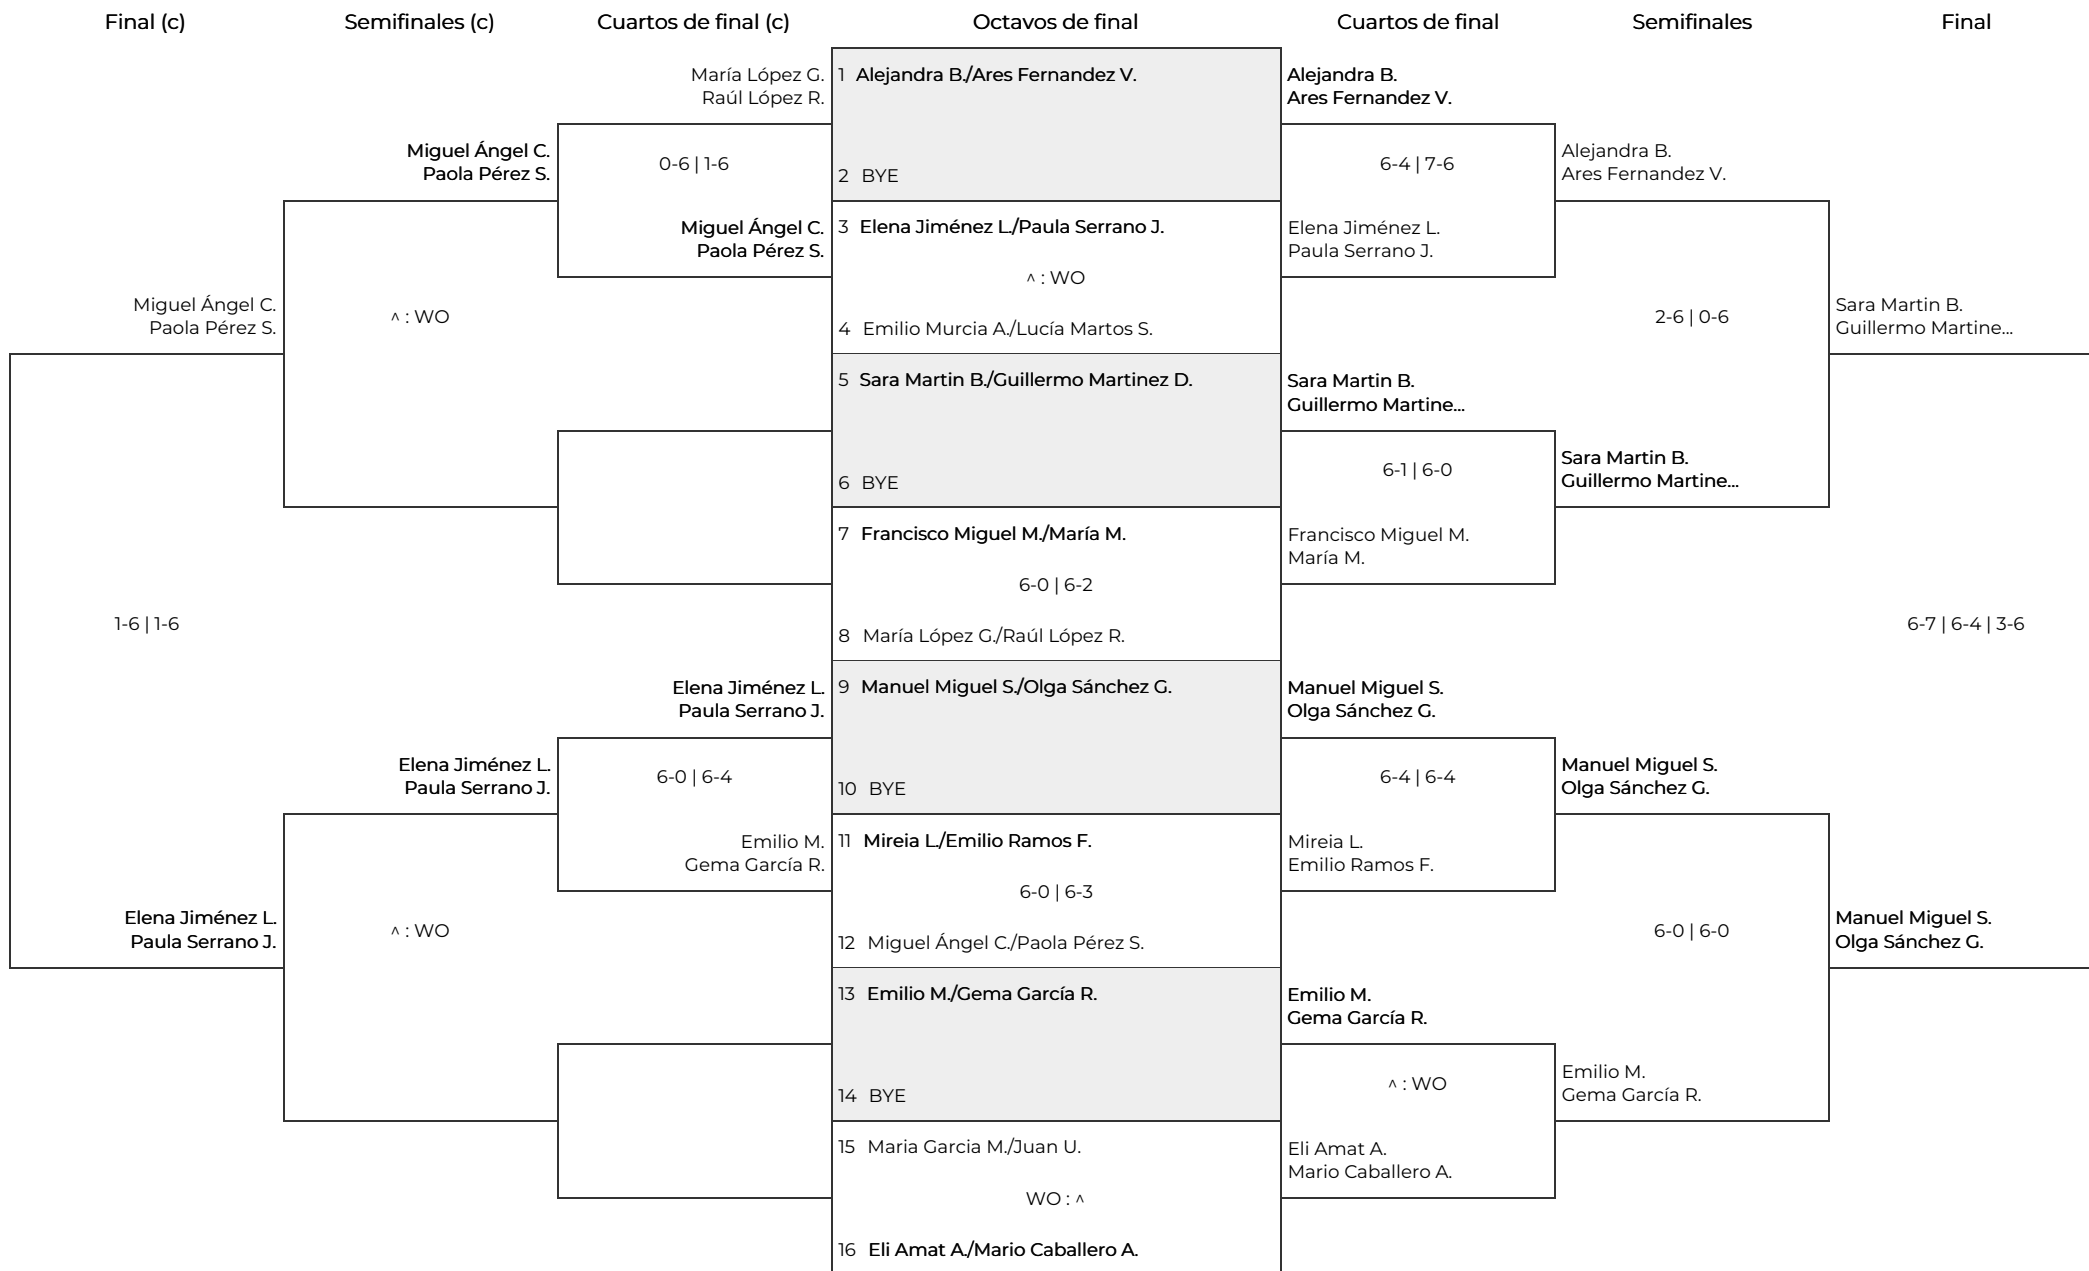 Final (c)
Semifinales (c)
Cuartos de final (c)
Octavos de final
Cuartos de final
Semifinales
Final
Miguel Ángel C.
Paola Pérez S.
1-6 | 1-6
Elena Jiménez L.
Paula Serrano J.
Miguel Ángel C.
Paola Pérez S.
^ : WO
Elena Jiménez L.
Paula Serrano J.
^ : WO
María López G.
Raúl López R.
0-6 | 1-6
Miguel Ángel C.
Paola Pérez S.
Elena Jiménez L.
Paula Serrano J.
6-0 | 6-4
Emilio M.
Gema García R.
1 Alejandra B./Ares Fernandez V.
2 BYE
3 Elena Jiménez L./Paula Serrano J.
^ : WO
4 Emilio Murcia A./Lucía Martos S.
5 Sara Martin B./Guillermo Martinez D.
6 BYE
7 Francisco Miguel M./María M.
6-0 | 6-2
8 María López G./Raúl López R.
9 Manuel Miguel S./Olga Sánchez G.
10 BYE
11 Mireia L./Emilio Ramos F.
6-0 | 6-3
12 Miguel Ángel C./Paola Pérez S.
13 Emilio M./Gema García R.
14 BYE
15 Maria Garcia M./Juan U.
WO : ^
16 Eli Amat A./Mario Caballero A.
Alejandra B.
Ares Fernandez V.
6-4 | 7-6
Elena Jiménez L.
Paula Serrano J.
Sara Martin B.
Guillermo Martine...
6-1 | 6-0
Francisco Miguel M.
María M.
Manuel Miguel S.
Olga Sánchez G.
6-4 | 6-4
Mireia L.
Emilio Ramos F.
Emilio M.
Gema García R.
^ : WO
Eli Amat A.
Mario Caballero A.
Alejandra B.
Ares Fernandez V.
2-6 | 0-6
Sara Martin B.
Guillermo Martine...
Manuel Miguel S.
Olga Sánchez G.
6-0 | 6-0
Emilio M.
Gema García R.
Sara Martin B.
Guillermo Martine...
6-7 | 6-4 | 3-6
Manuel Miguel S.
Olga Sánchez G.